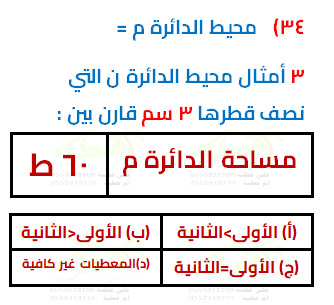 ٣٤) محيط الدائرة م =
٣ أمثال محيط الدائرة ن التي
نصف قطرها ٣ سم قارن بين :
مساحة الدائرة م
٦٠ ط
(أ) الأولى>الثانية
(ب) الأولى<الثانية
(ج) الأولى=الثانية
(د)المعطيات غير كافية